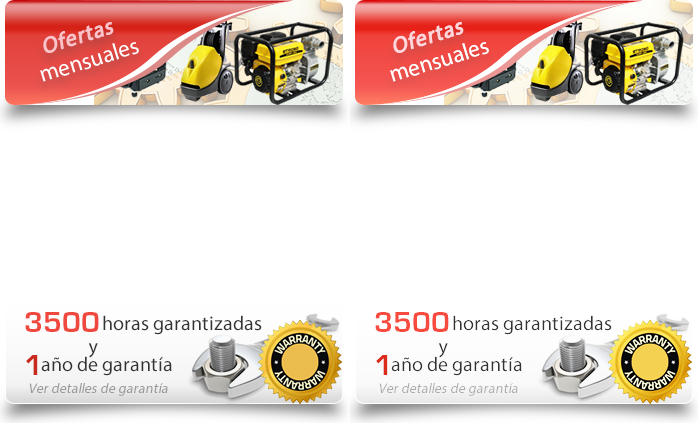 Ofertas
mensuales
Ofertas
mensuales
3500 horas garantizadas
y
1 año de garantía
Ver detalles de garantía
WARRANTY
WARRANTY
3500 horas garantizadas
y
1 año de garantía
Ver detalles de garantía
WARRANTY
WARRANTY